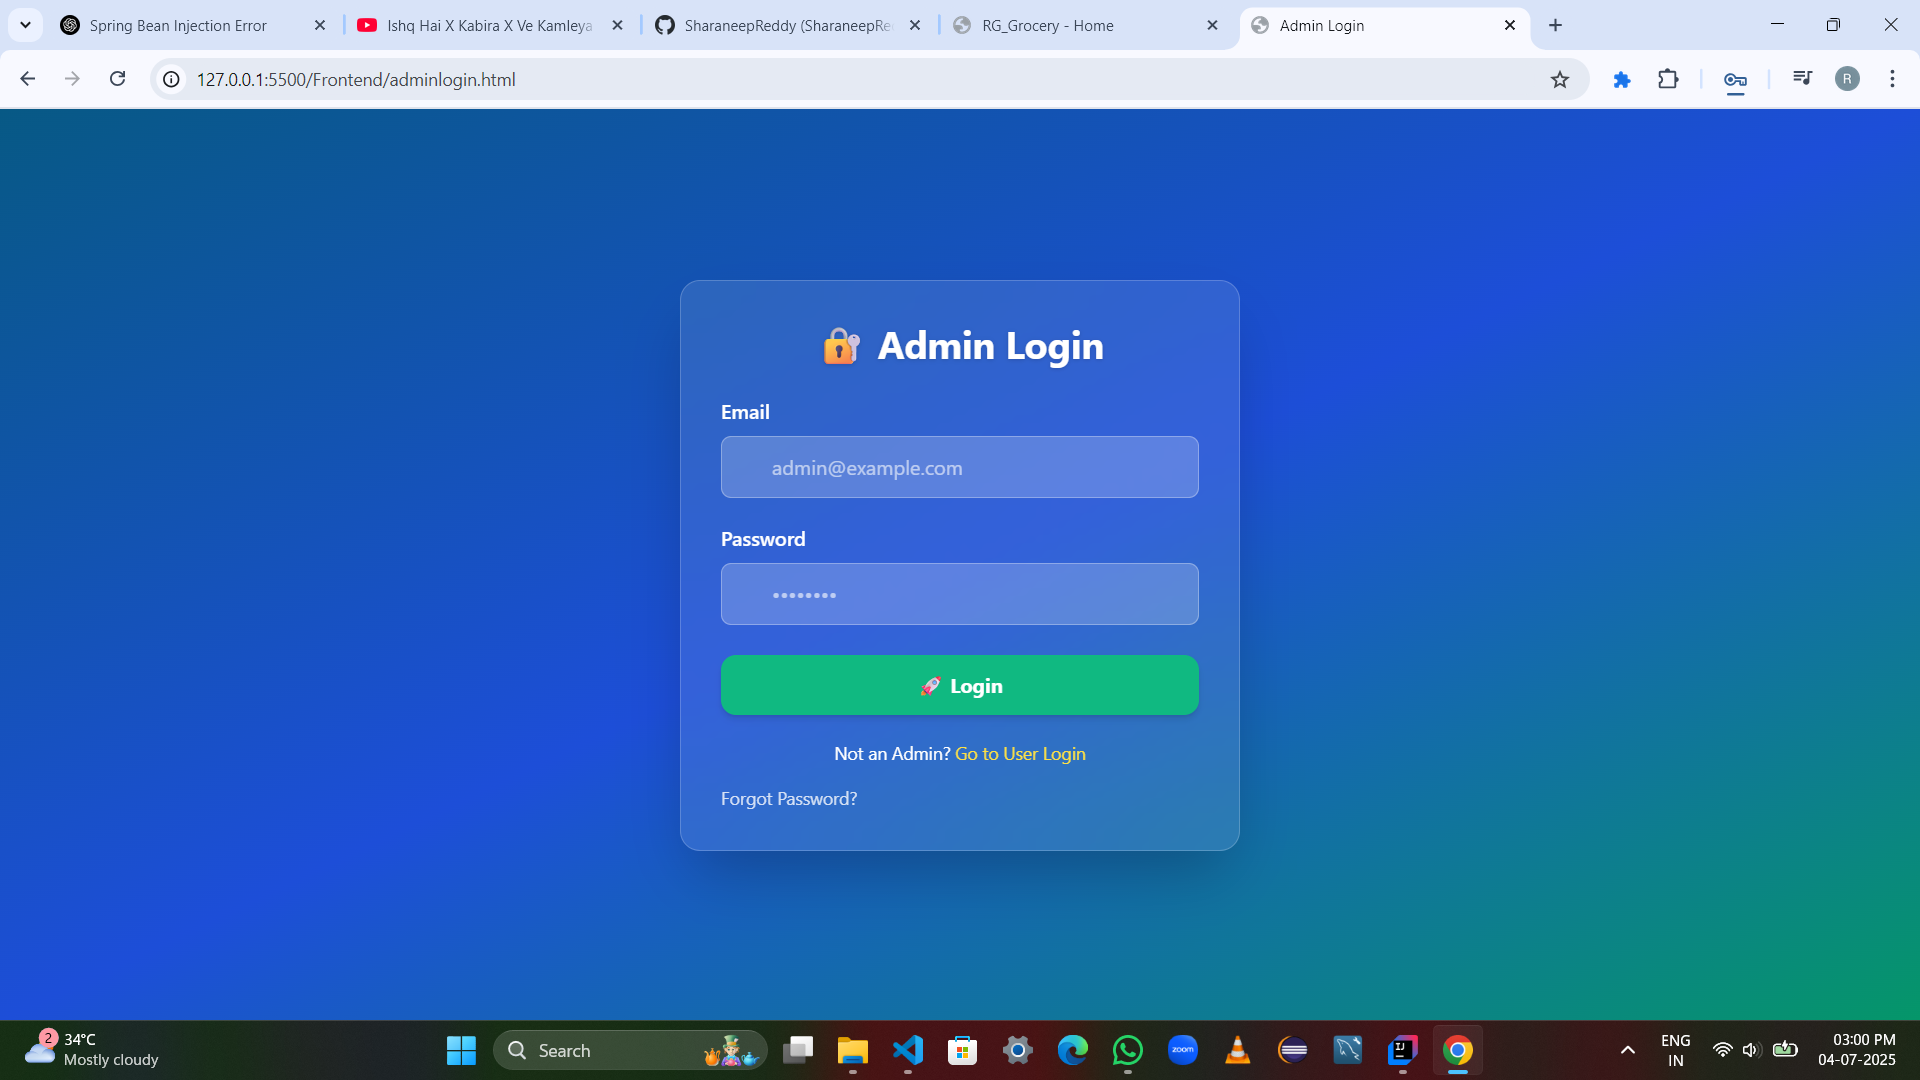 Spring Bean Injection Error
Ishq Hai X Kabira X Ve Kamleya
SharaneepReddy (SharaneepRe
RG_Grocery - Home
Admin Login
127.0.0.1:5500/Frontend/adminlogin.html
R
🔐 Admin Login
Email
admin@example.com
Password
••••••••
🚀 Login
Not an Admin? Go to User Login
Forgot Password?
2
34°C
Mostly cloudy
Search
zoom
IJ
ENG
IN
03:00 PM
04-07-2025